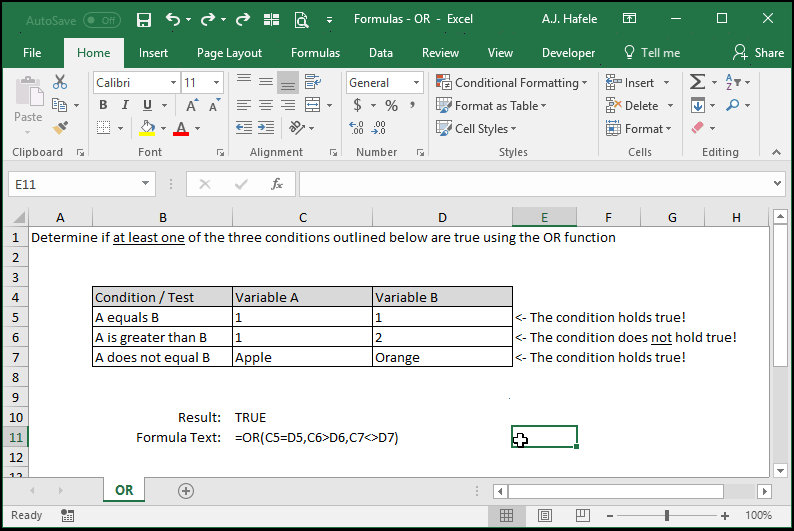 AutoSave Off Formulas - OR - Excel A.J. Hafele
File Home Insert Page Layout Formulas Data Review View Developer Tell me Share
Paste
Calibri 11
B I U A A
A
General
$ % ,
.00
.00
Conditional Formatting
Format as Table
Cell Styles
Insert
Delete
Format
Clipboard Font Alignment Number Styles Cells Editing
E11 fx
A B C D E F G H
1 Determine if at least one of the three conditions outlined below are true using the OR function
2
3
4 Condition / Test Variable A Variable B
5 A equals B 1 1 <- The condition holds true!
6 A is greater than B 1 2 <- The condition does not hold true!
7 A does not equal B Apple Orange <- The condition holds true!
8
9
10 Result: TRUE
11 Formula Text: =OR(C5=D5,C6>D6,C7<>D7)
12
OR
Ready 100%